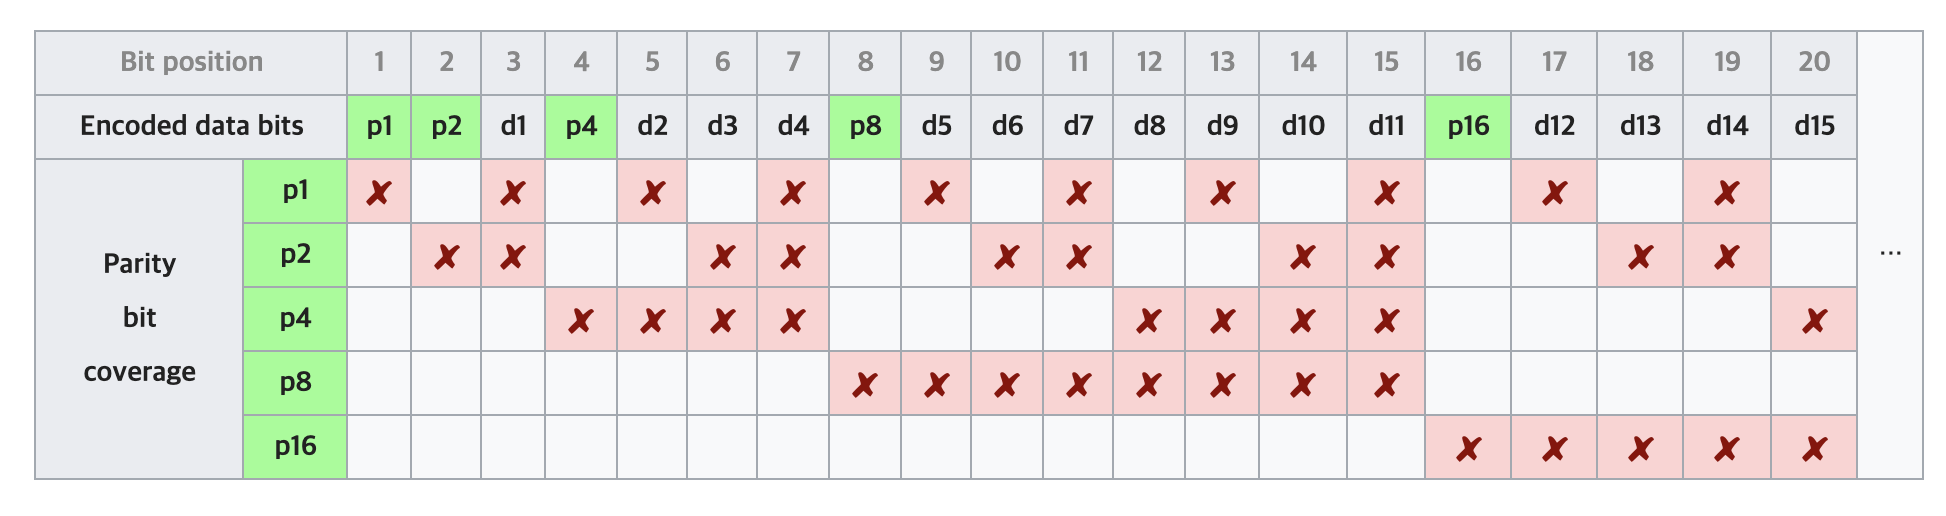 Bit position 1 2 3 4 5 6 7 8 9 10 11 12 13 14 15 16 17 18 19 20
Encoded data bits p1 p2 d1 p4 d2 d3 d4 p8 d5 d6 d7 d8 d9 d10 d11 p16 d12 d13 d14 d15
Parity
bit
coverage
p1 ✘ ✘ ✘ ✘ ✘ ✘ ✘ ✘ ✘ ✘
p2 ✘ ✘ ✘ ✘ ✘ ✘ ✘ ✘ ✘ ✘
p4 ✘ ✘ ✘ ✘ ✘ ✘ ✘ ✘ ✘
p8 ✘ ✘ ✘ ✘ ✘ ✘ ✘ ✘
p16 ✘ ✘ ✘ ✘ ✘
...